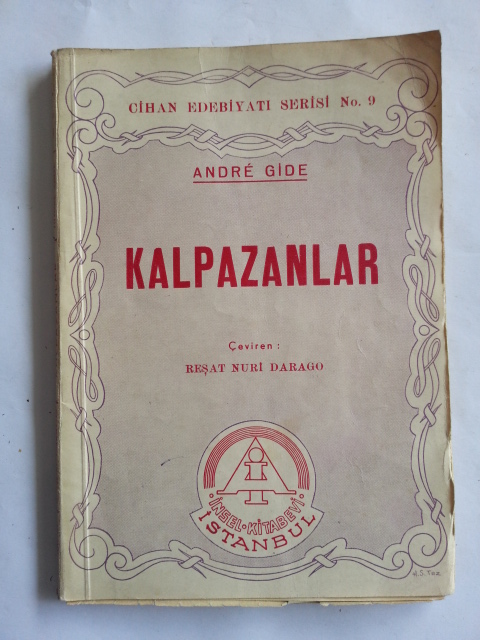 CİHAN EDEBİYATI SERİSİ No. 9
ANDRÉ GİDE
KALPAZANLAR
Çeviren :
REŞAT NURİ DARAGO
İNSEL·KİTABEVİ
İSTANBUL